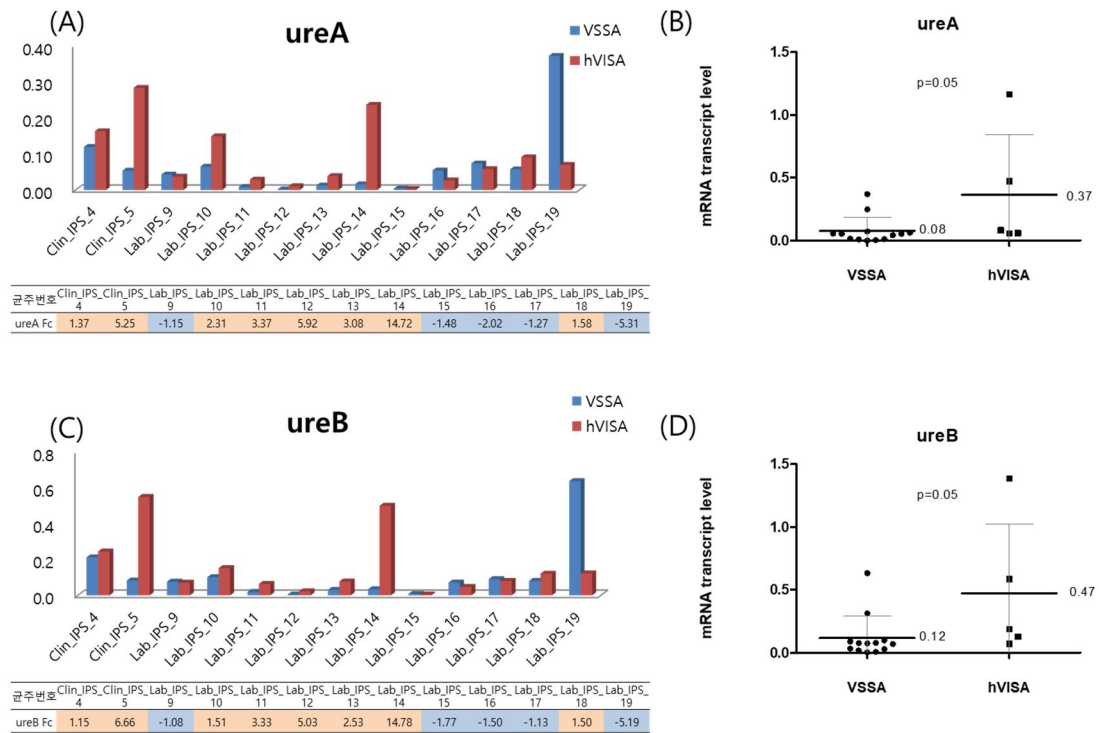 (A)
ureA
VSSA
hVISA
0.40
0.30
0.20
0.10
0.00
Clin_IPS_4
Clin_IPS_5
Lab_IPS_9
Lab_IPS_10
Lab_IPS_11
Lab_IPS_12
Lab_IPS_13
Lab_IPS_14
Lab_IPS_15
Lab_IPS_16
Lab_IPS_17
Lab_IPS_18
Lab_IPS_19
균주번호 Clin_IPS_4 Clin_IPS_5 Lab_IPS_9 Lab_IPS_10 Lab_IPS_11 Lab_IPS_12 Lab_IPS_13 Lab_IPS_14 Lab_IPS_15 Lab_IPS_16 Lab_IPS_17 Lab_IPS_18 Lab_IPS_19
ureA Fc 1.37 5.25 -1.15 2.31 3.37 5.92 3.08 14.72 -1.48 -2.02 -1.27 1.58 -5.31
(B)
ureA
mRNA transcript level
1.5
1.0
0.5
0.0
p=0.05
0.08
0.37
VSSA
hVISA
(C)
ureB
VSSA
hVISA
0.8
0.6
0.4
0.2
0.0
Clin_IPS_4
Clin_IPS_5
Lab_IPS_9
Lab_IPS_10
Lab_IPS_11
Lab_IPS_12
Lab_IPS_13
Lab_IPS_14
Lab_IPS_15
Lab_IPS_16
Lab_IPS_17
Lab_IPS_18
Lab_IPS_19
균주번호 Clin_IPS_4 Clin_IPS_5 Lab_IPS_9 Lab_IPS_10 Lab_IPS_11 Lab_IPS_12 Lab_IPS_13 Lab_IPS_14 Lab_IPS_15 Lab_IPS_16 Lab_IPS_17 Lab_IPS_18 Lab_IPS_19
ureB Fc 1.15 6.66 -1.08 1.51 3.33 5.03 2.53 14.78 -1.77 -1.50 -1.13 1.50 -5.19
(D)
ureB
mRNA transcript level
1.5
1.0
0.5
0.0
p=0.05
0.12
0.47
VSSA
hVISA